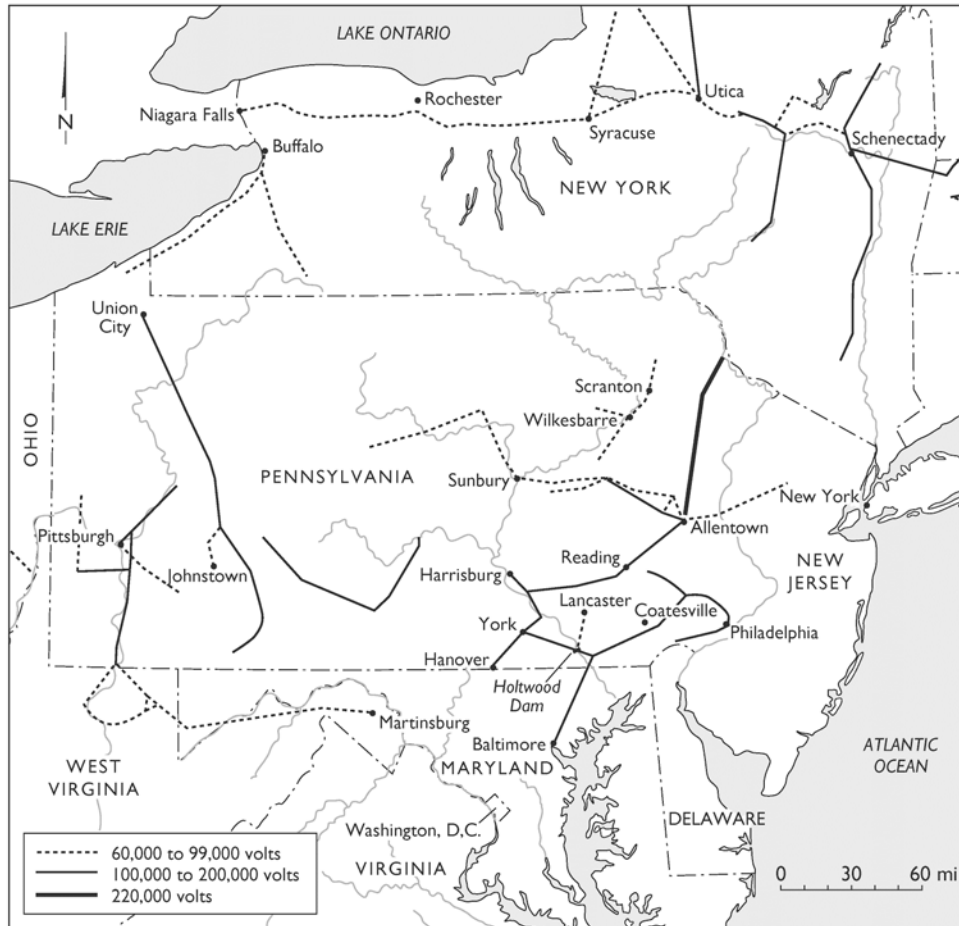 LAKE ONTARIO
N
Niagara Falls
Rochester
Utica
Syracuse
Schenectady
Buffalo
NEW YORK
LAKE ERIE
Union
City
Scranton
Wilkesbarre
OHIO
PENNSYLVANIA
Sunbury
New York
Allentown
Pittsburgh
Johnstown
Reading
NEW
JERSEY
Harrisburg
Lancaster
Coatesville
York
Philadelphia
Hanover
Holtwood
Dam
Martinsburg
Baltimore
MARYLAND
ATLANTIC
OCEAN
WEST
VIRGINIA
DELAWARE
Washington, D,C.
VIRGINIA
60,000 to 99,000 volts
100,000 to 200,000 volts
220,000 volts
0 30 60 mi